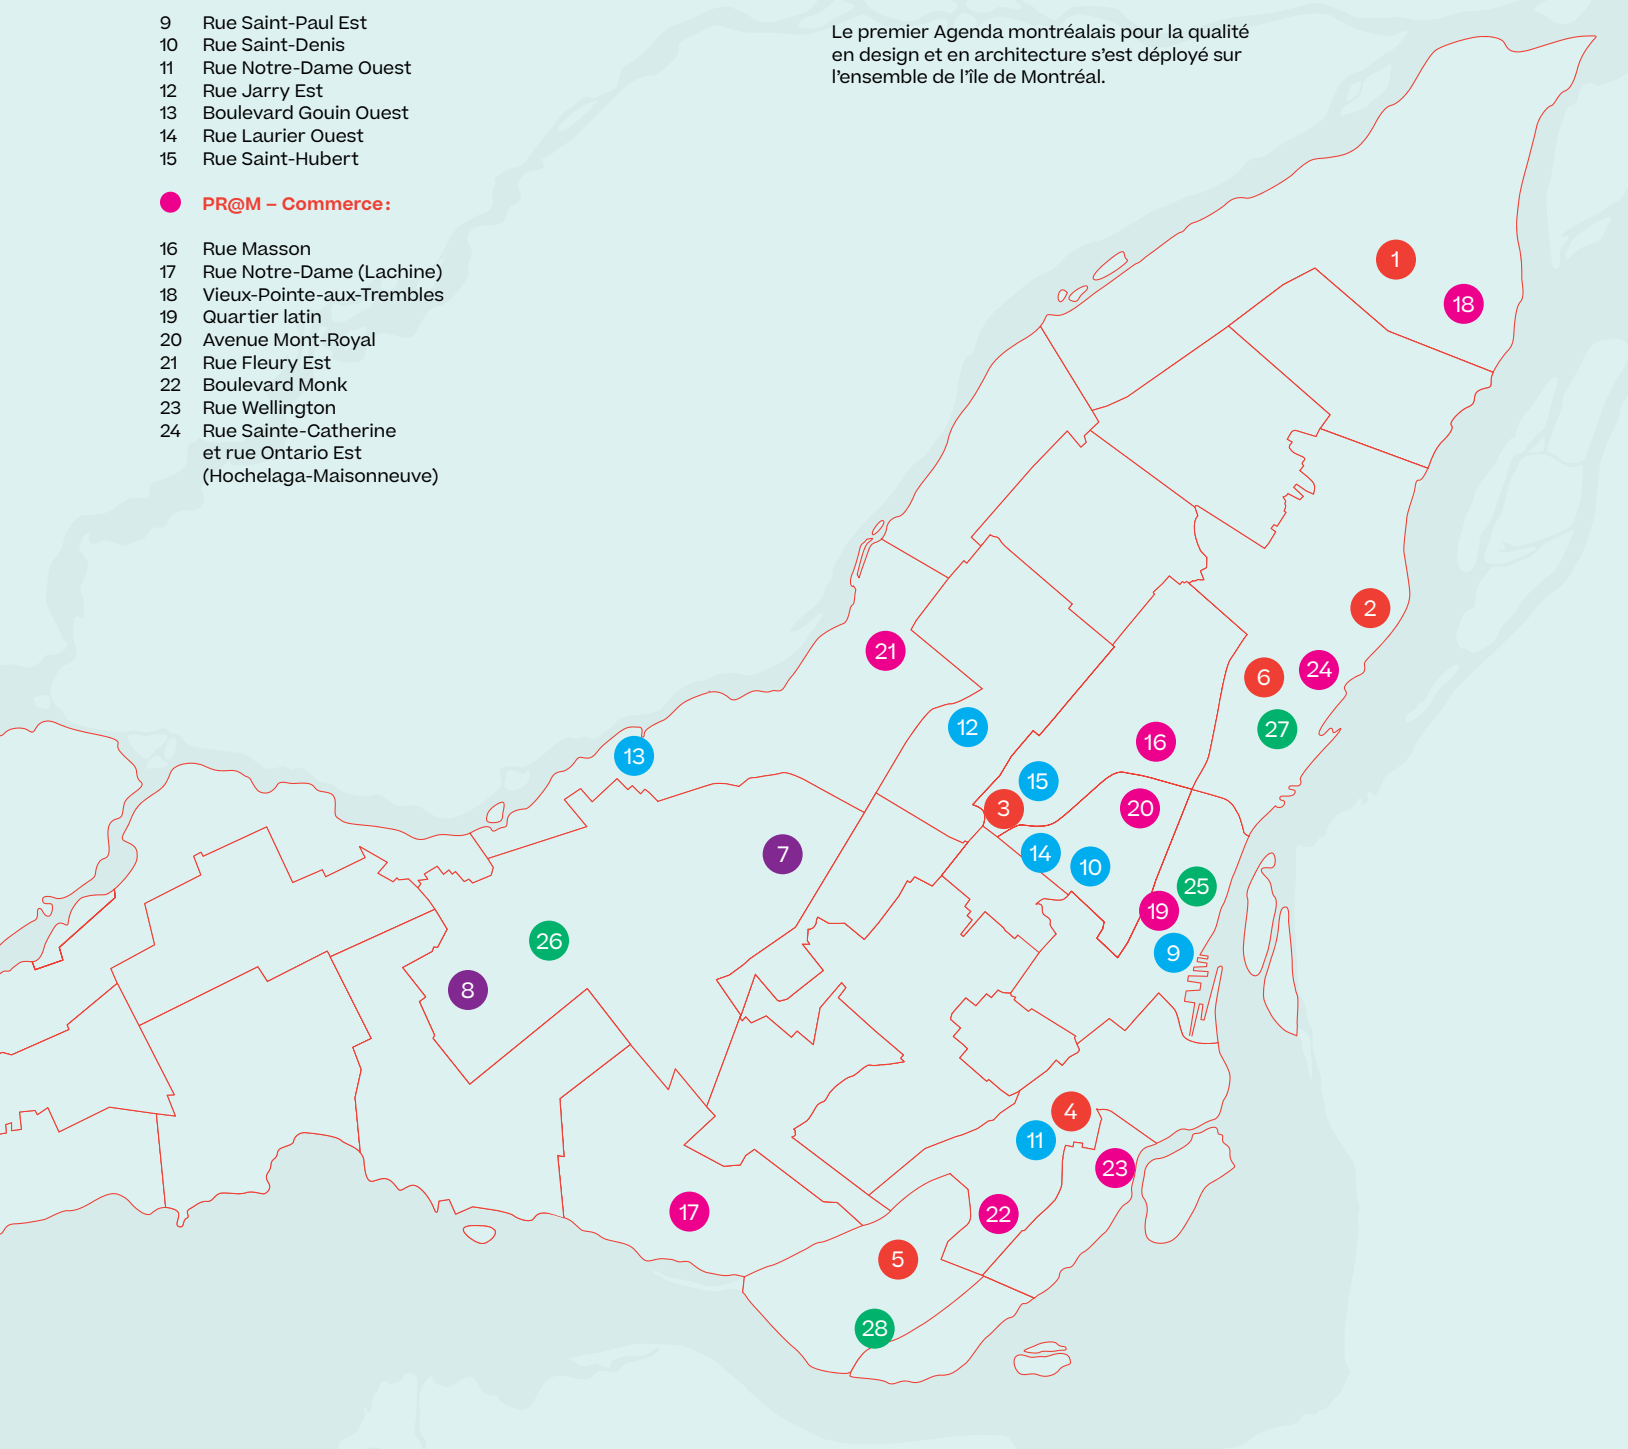 9 Rue Saint-Paul Est
10 Rue Saint-Denis
11 Rue Notre-Dame Ouest
12 Rue Jarry Est
13 Boulevard Gouin Ouest
14 Rue Laurier Ouest
15 Rue Saint-Hubert
PR@M – Commerce :
16 Rue Masson
17 Rue Notre-Dame (Lachine)
18 Vieux-Pointe-aux-Trembles
19 Quartier latin
20 Avenue Mont-Royal
21 Rue Fleury Est
22 Boulevard Monk
23 Rue Wellington
24 Rue Sainte-Catherine
et rue Ontario Est
(Hochelaga-Maisonneuve)
Le premier Agenda montréalais pour la qualité
en design et en architecture s’est déployé sur
l’ensemble de l’île de Montréal.
1
18
2
21
24
6
27
12
16
13
15
3
20
14
7
10
25
19
26
9
8
4
11
23
17
22
5
28